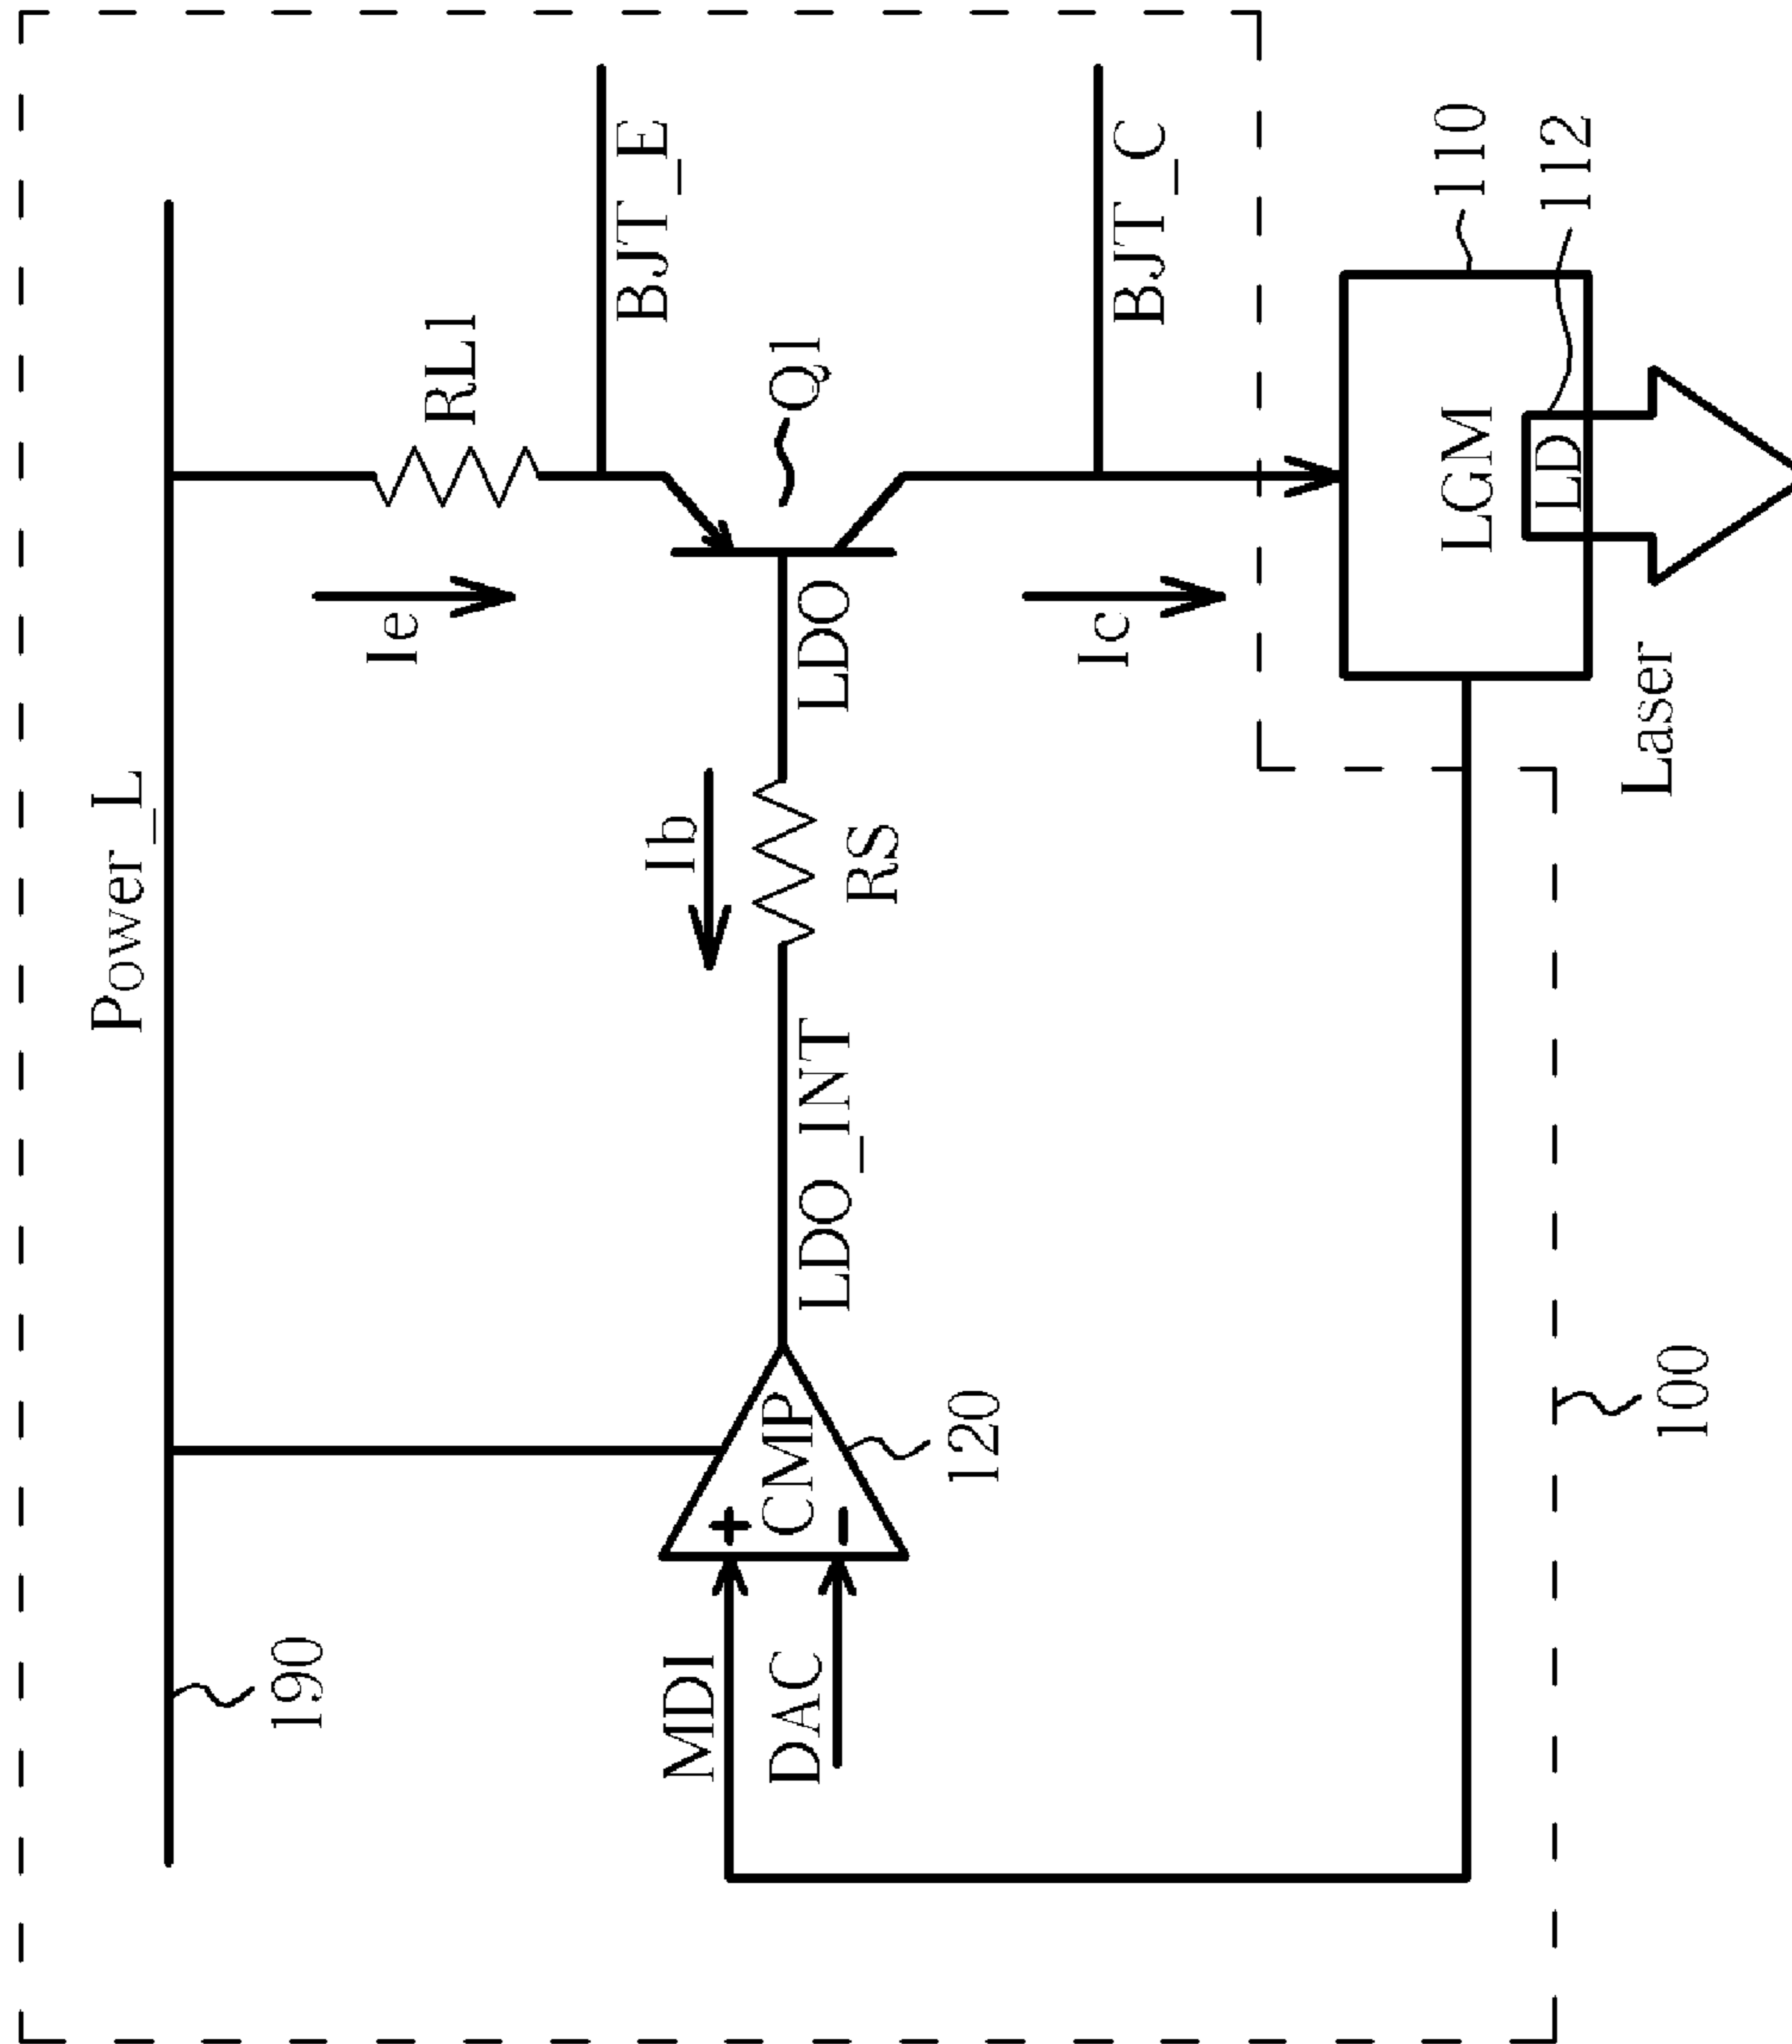 Power_L
190
RL1
Ie
BJT_E
Q1
Ib
LDO
RS
LDO_INT
MDI
+
CMP
DAC
-
120
Ic
BJT_C
110
LGM
LD
112
Laser
100